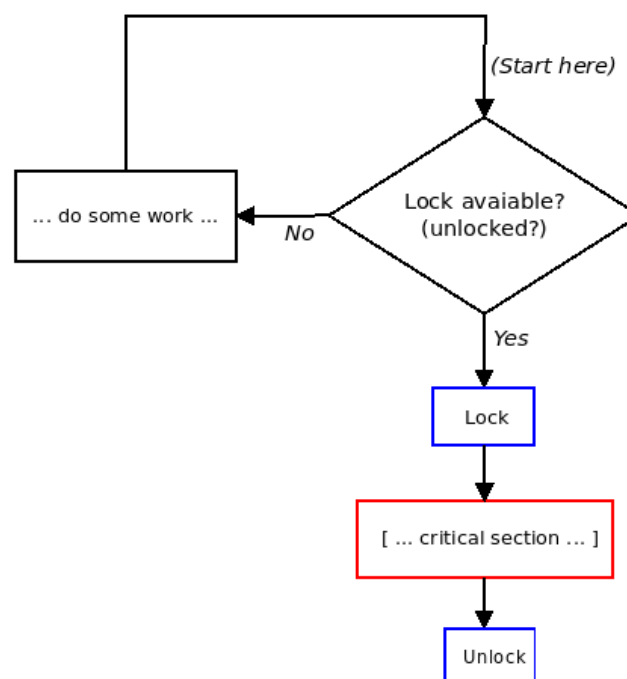 (Start here)
Lock avaiable?
(unlocked?)
... do some work ...
No
Yes
Lock
[ ... critical section ... ]
Unlock